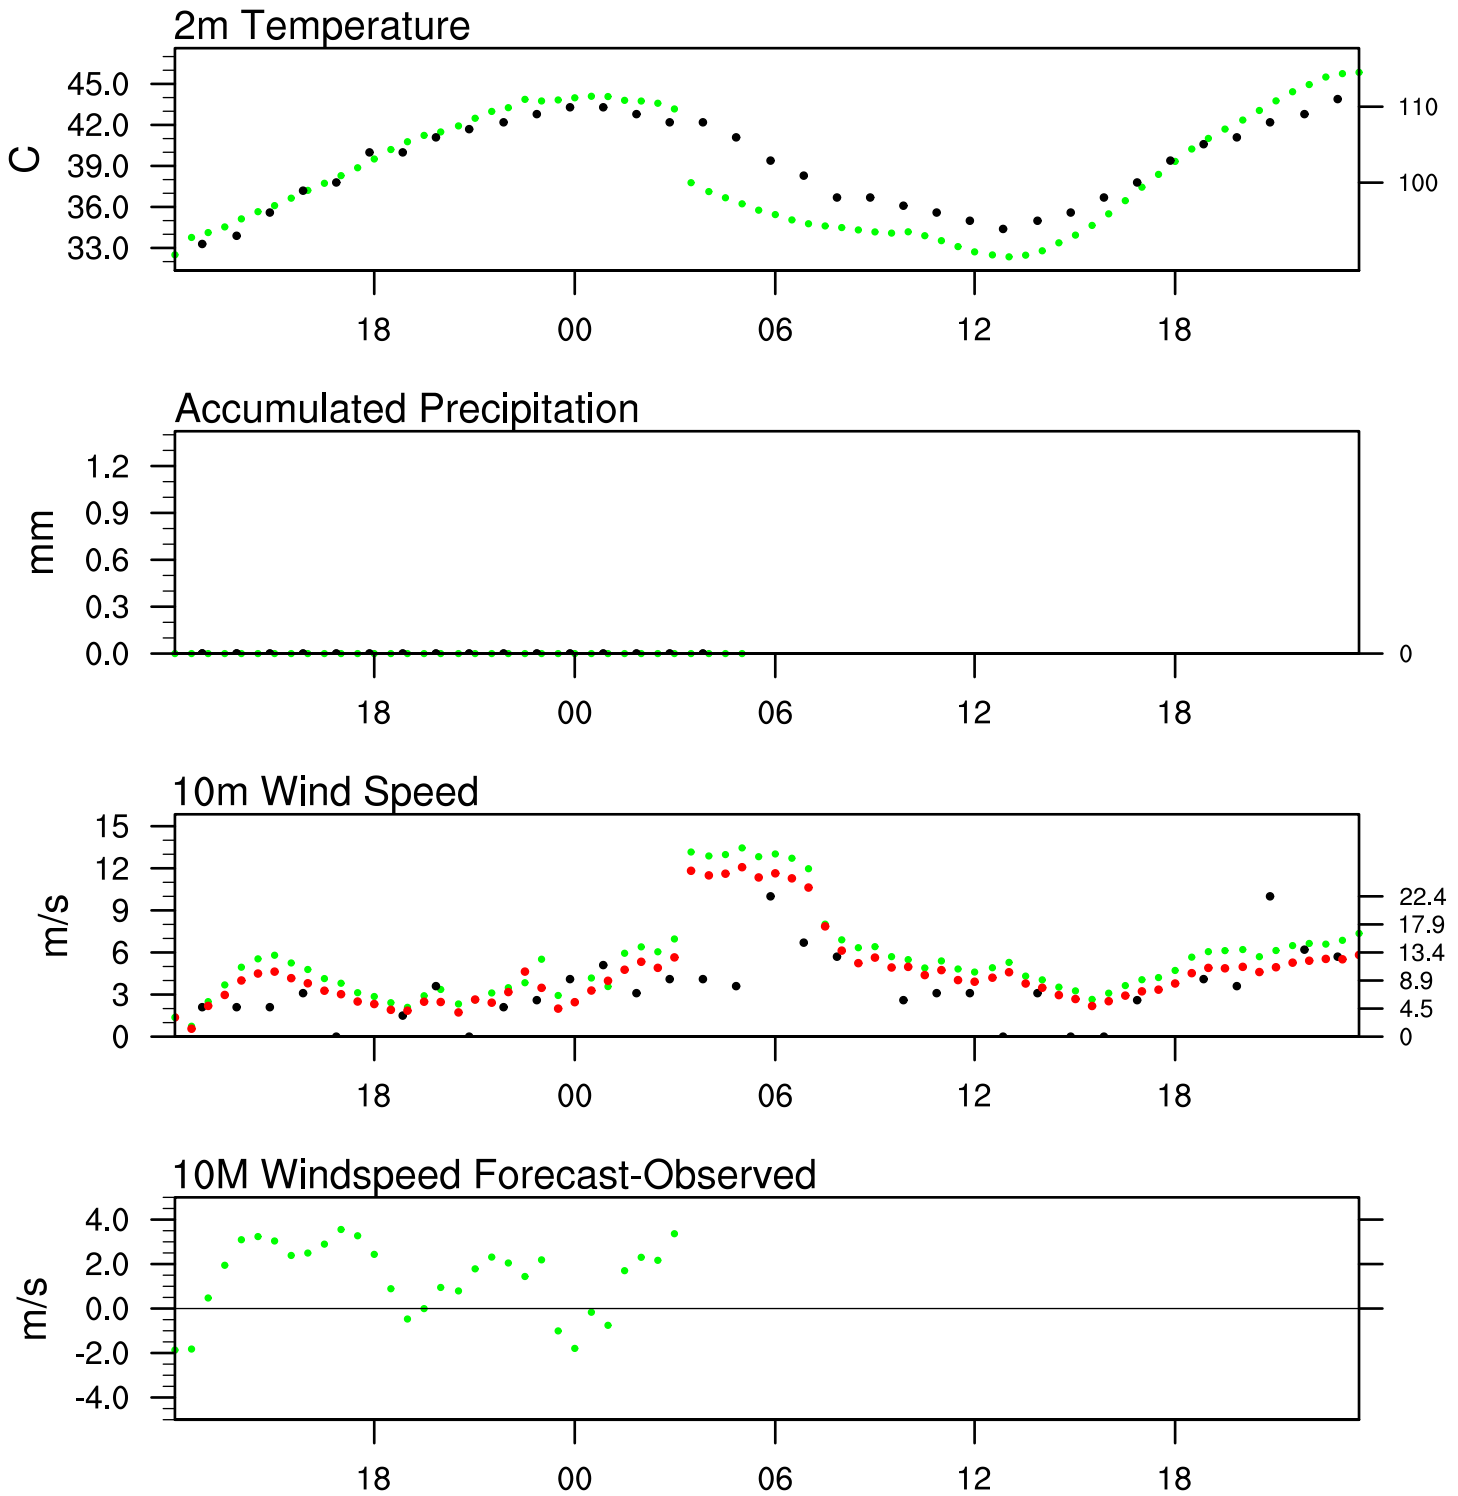 2m Temperature
45.0
42.0
39.0
36.0
33.0
C
110
100
18 00 06 12 18
Accumulated Precipitation
1.2
0.9
0.6
0.3
0.0
mm
0
18 00 06 12 18
10m Wind Speed
15
12
9
6
3
0
m/s
22.4
17.9
13.4
8.9
4.5
0
18 00 06 12 18
10M Windspeed Forecast-Observed
4.0
2.0
0.0
-2.0
-4.0
m/s
18 00 06 12 18